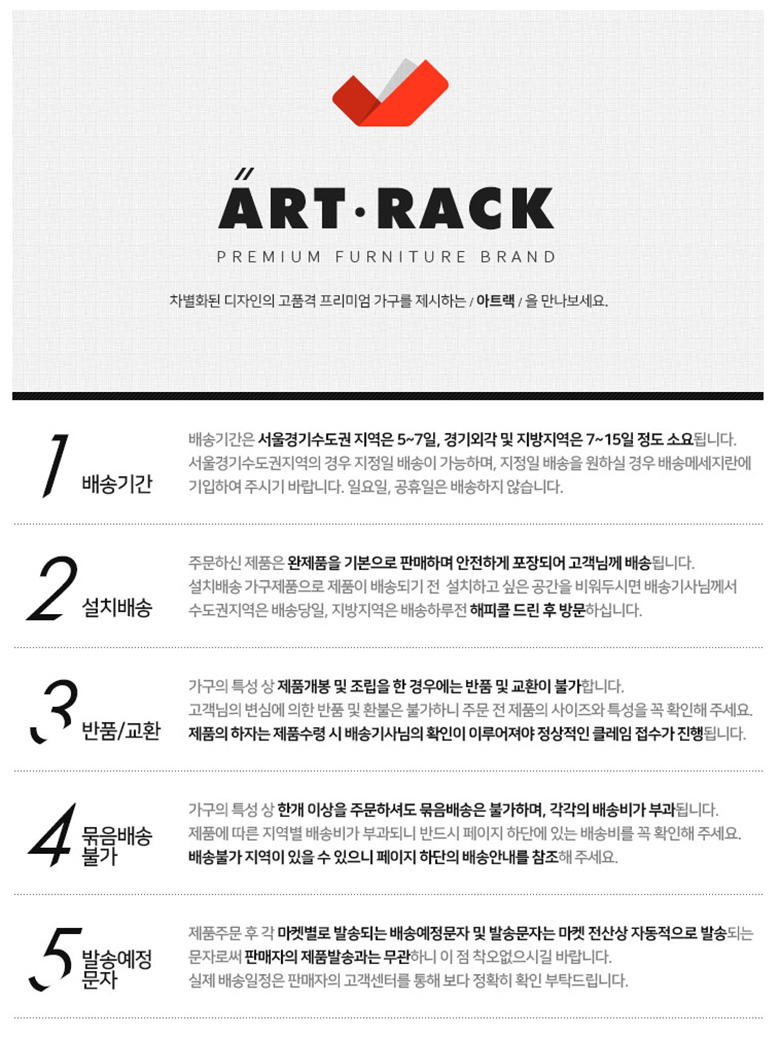 ÁRT·RACK
PREMIUM FURNITURE BRAND
차별화된 디자인의 고품격 프리미엄 가구를 제시하는 / 아트랙 / 을 만나보세요.
1 배송기간
배송기간은 서울경기수도권 지역은 5~7일, 경기외각 및 지방지역은 7~15일 정도 소요됩니다.
서울경기수도권지역의 경우 지정일 배송이 가능하며, 지정일 배송을 원하실 경우 배송메세지란에
기입하여 주시기 바랍니다. 일요일, 공휴일은 배송하지 않습니다.
2 설치배송
주문하신 제품은 완제품을 기본으로 판매하며 안전하게 포장되어 고객님께 배송됩니다.
설치배송 가구제품으로 제품이 배송되기 전 설치하고 싶은 공간을 비워두시면 배송기사님께서
수도권지역은 배송당일, 지방지역은 배송하루전 해피콜 드린 후 방문하십니다.
3 반품/교환
가구의 특성 상 제품개봉 및 조립을 한 경우에는 반품 및 교환이 불가합니다.
고객님의 변심에 의한 반품 및 환불은 불가하니 주문 전 제품의 사이즈와 특성을 꼭 확인해 주세요.
제품의 하자는 제품수령 시 배송기사님의 확인이 이루어져야 정상적인 클레임 접수가 진행됩니다.
4 묶음배송
불가
가구의 특성 상 한개 이상을 주문하셔도 묶음배송은 불가하며, 각각의 배송비가 부과됩니다.
제품에 따른 지역별 배송비가 부과되니 반드시 페이지 하단에 있는 배송비를 꼭 확인해 주세요.
배송불가 지역이 있을 수 있으니 페이지 하단의 배송안내를 참조해 주세요.
5 발송예정
문자
제품주문 후 각 마켓별로 발송되는 배송예정문자 및 발송문자는 마켓 전산상 자동적으로 발송되는
문자로써 판매자의 제품발송과는 무관하니 이 점 착오없으시길 바랍니다.
실제 배송일정은 판매자의 고객센터를 통해 보다 정확히 확인 부탁드립니다.